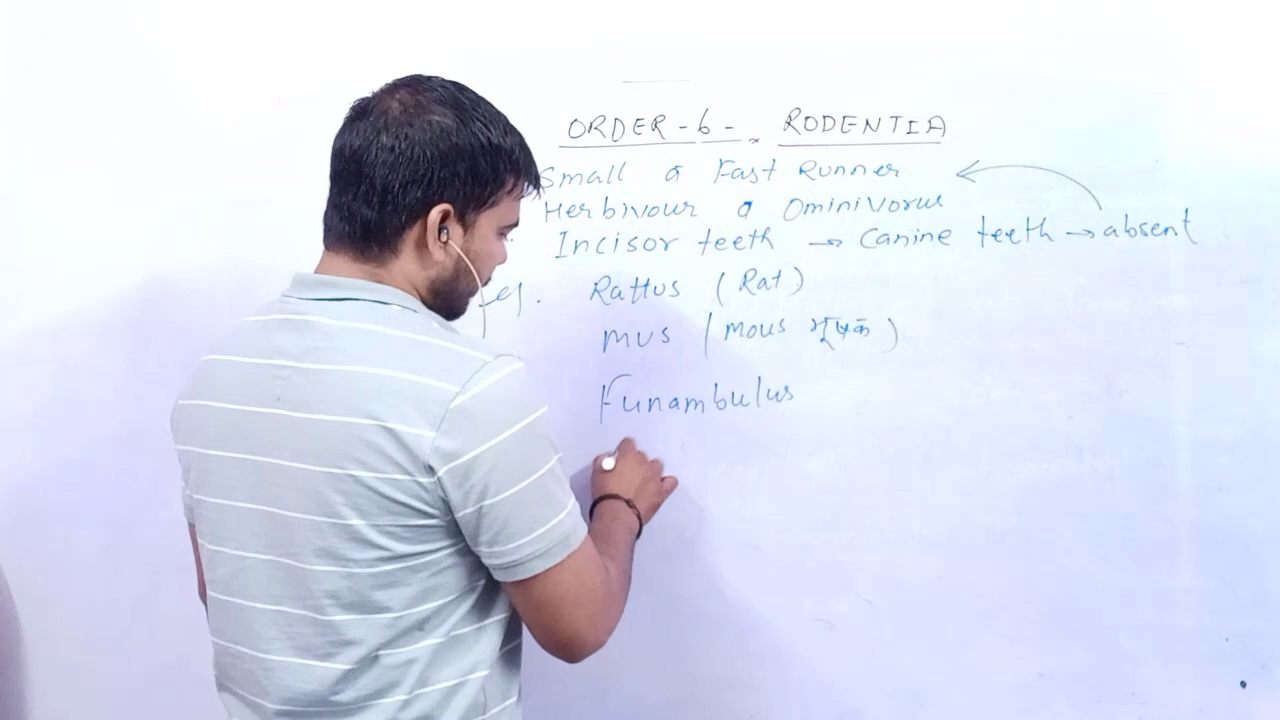 ORDER-6- RODENTIA
Small & Fast Runner
Herbivour & Ominivorus
Incisor teeth → Canine teeth → absent
eg. Rattus (Rat)
Mus (Mous मूषक)
Funambulus